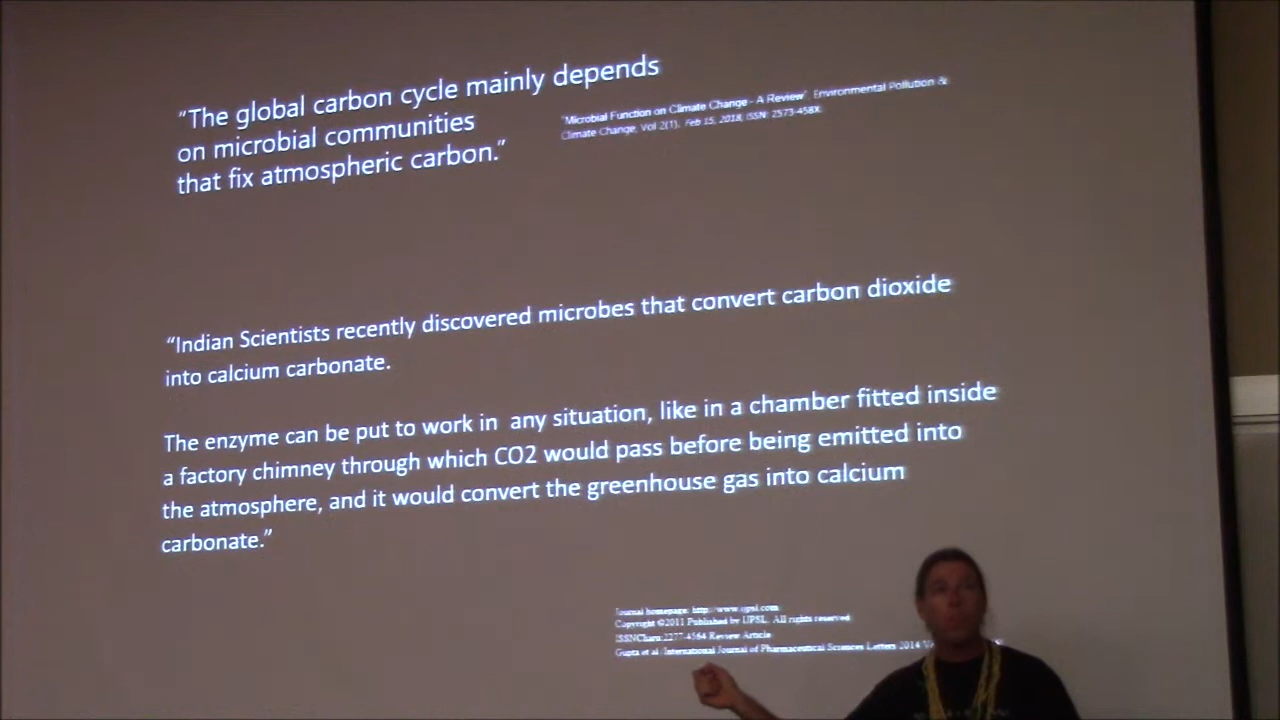 “The global carbon cycle mainly depends
on microbial communities
that fix atmospheric carbon.”
"Microbial Function on Climate Change - A Review". Environmental Pollution &
Climate Change, Vol 2(1). Feb 15, 2018, ISSN: 2573-458X.
“Indian Scientists recently discovered microbes that convert carbon dioxide
into calcium carbonate.
The enzyme can be put to work in any situation, like in a chamber fitted inside
a factory chimney through which CO2 would pass before being emitted into
the atmosphere, and it would convert the greenhouse gas into calcium
carbonate.”
Journal homepage: http://www.ijpsl.com
Copyright ©2011 Published by IJPSL. All rights reserved
2277-4564 Review Article
Gupta et al /International Journal of Pharmaceutical Sciences Letters 2014